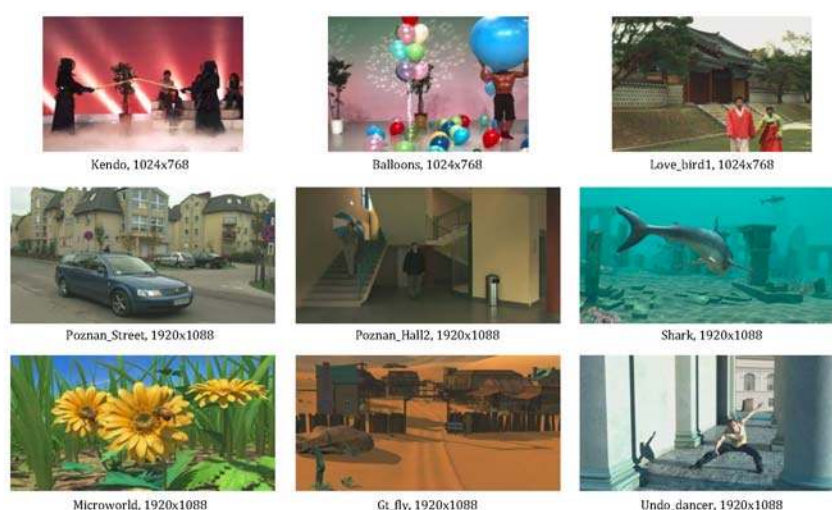 Kendo, 1024x768
Balloons, 1024x768
Love_bird1, 1024x768
Poznan_Street, 1920x1088
Poznan_Hall2, 1920x1088
Shark, 1920x1088
Microworld, 1920x1088
Gt_fly, 1920x1088
Undo_dancer, 1920x1088